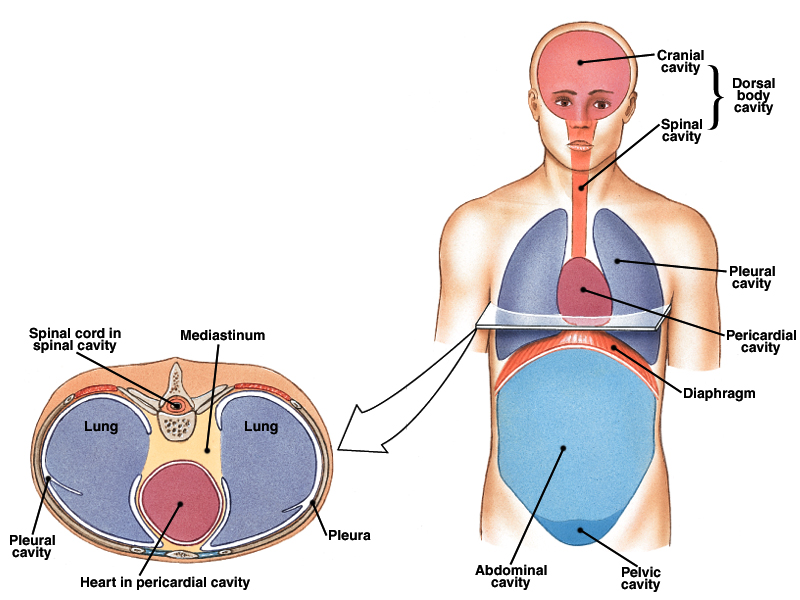 Cranial
cavity
Dorsal
body
cavity
Spinal
cavity
Pleural
cavity
Pericardial
cavity
Diaphragm
Abdominal
cavity
Pelvic
cavity
Spinal cord in
spinal cavity
Mediastinum
Lung
Lung
Pleural
cavity
Pleura
Heart in pericardial cavity